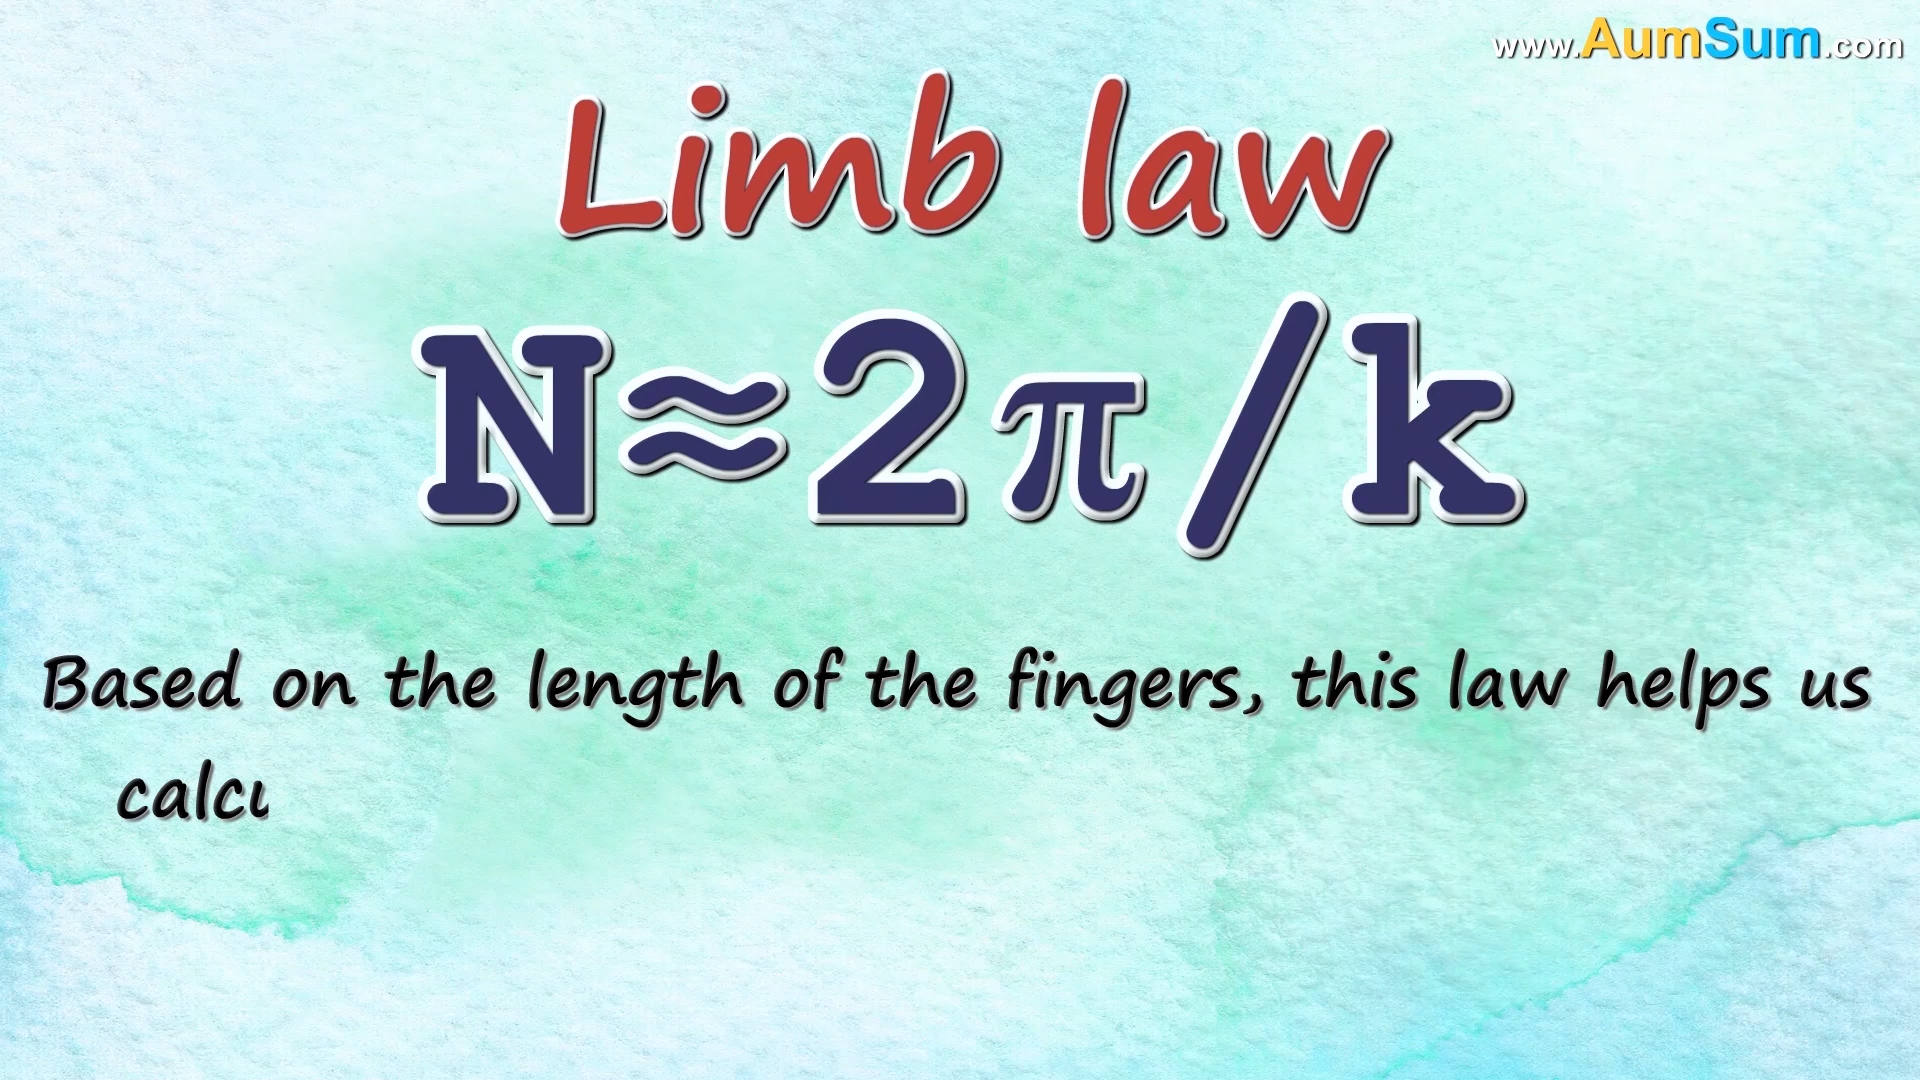 www.AumSum.com
Limb law
N≈2π/k
Based on the length of the fingers, this law helps us